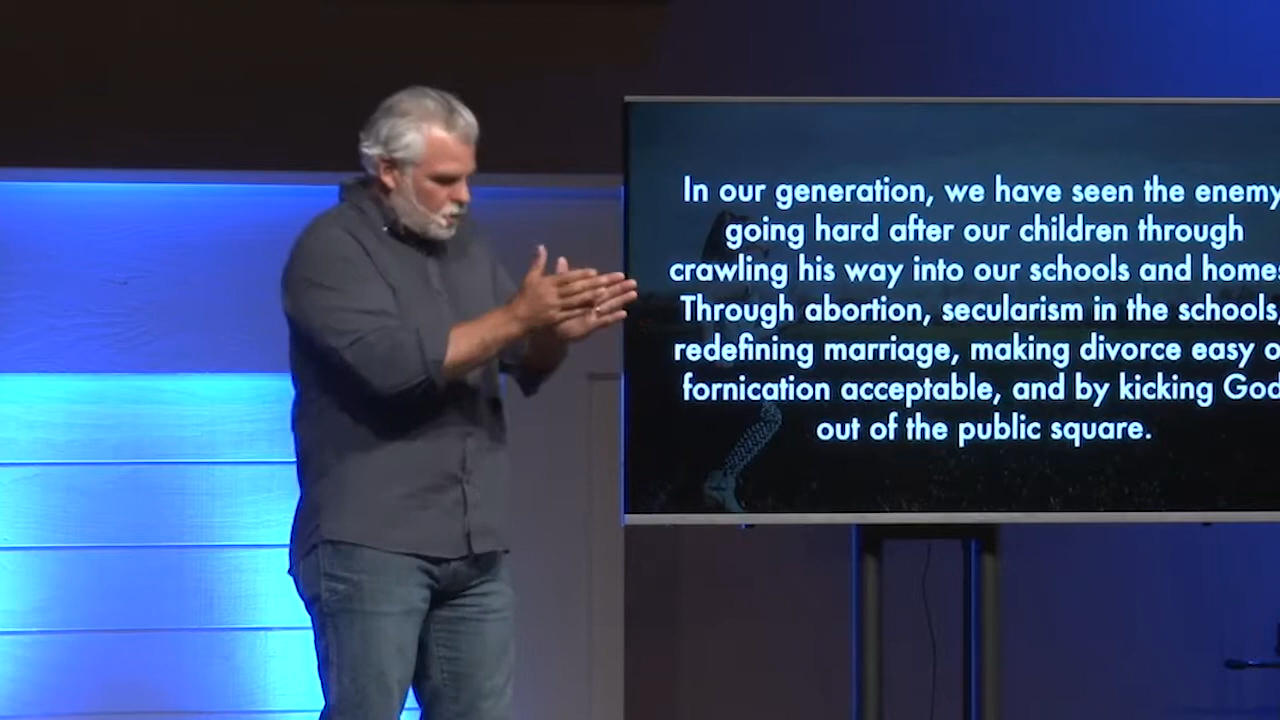 In our generation, we have seen the enemy
going hard after our children through
crawling his way into our schools and homes
Through abortion, secularism in the schools,
redefining marriage, making divorce easy o
fornication acceptable, and by kicking God
out of the public square.